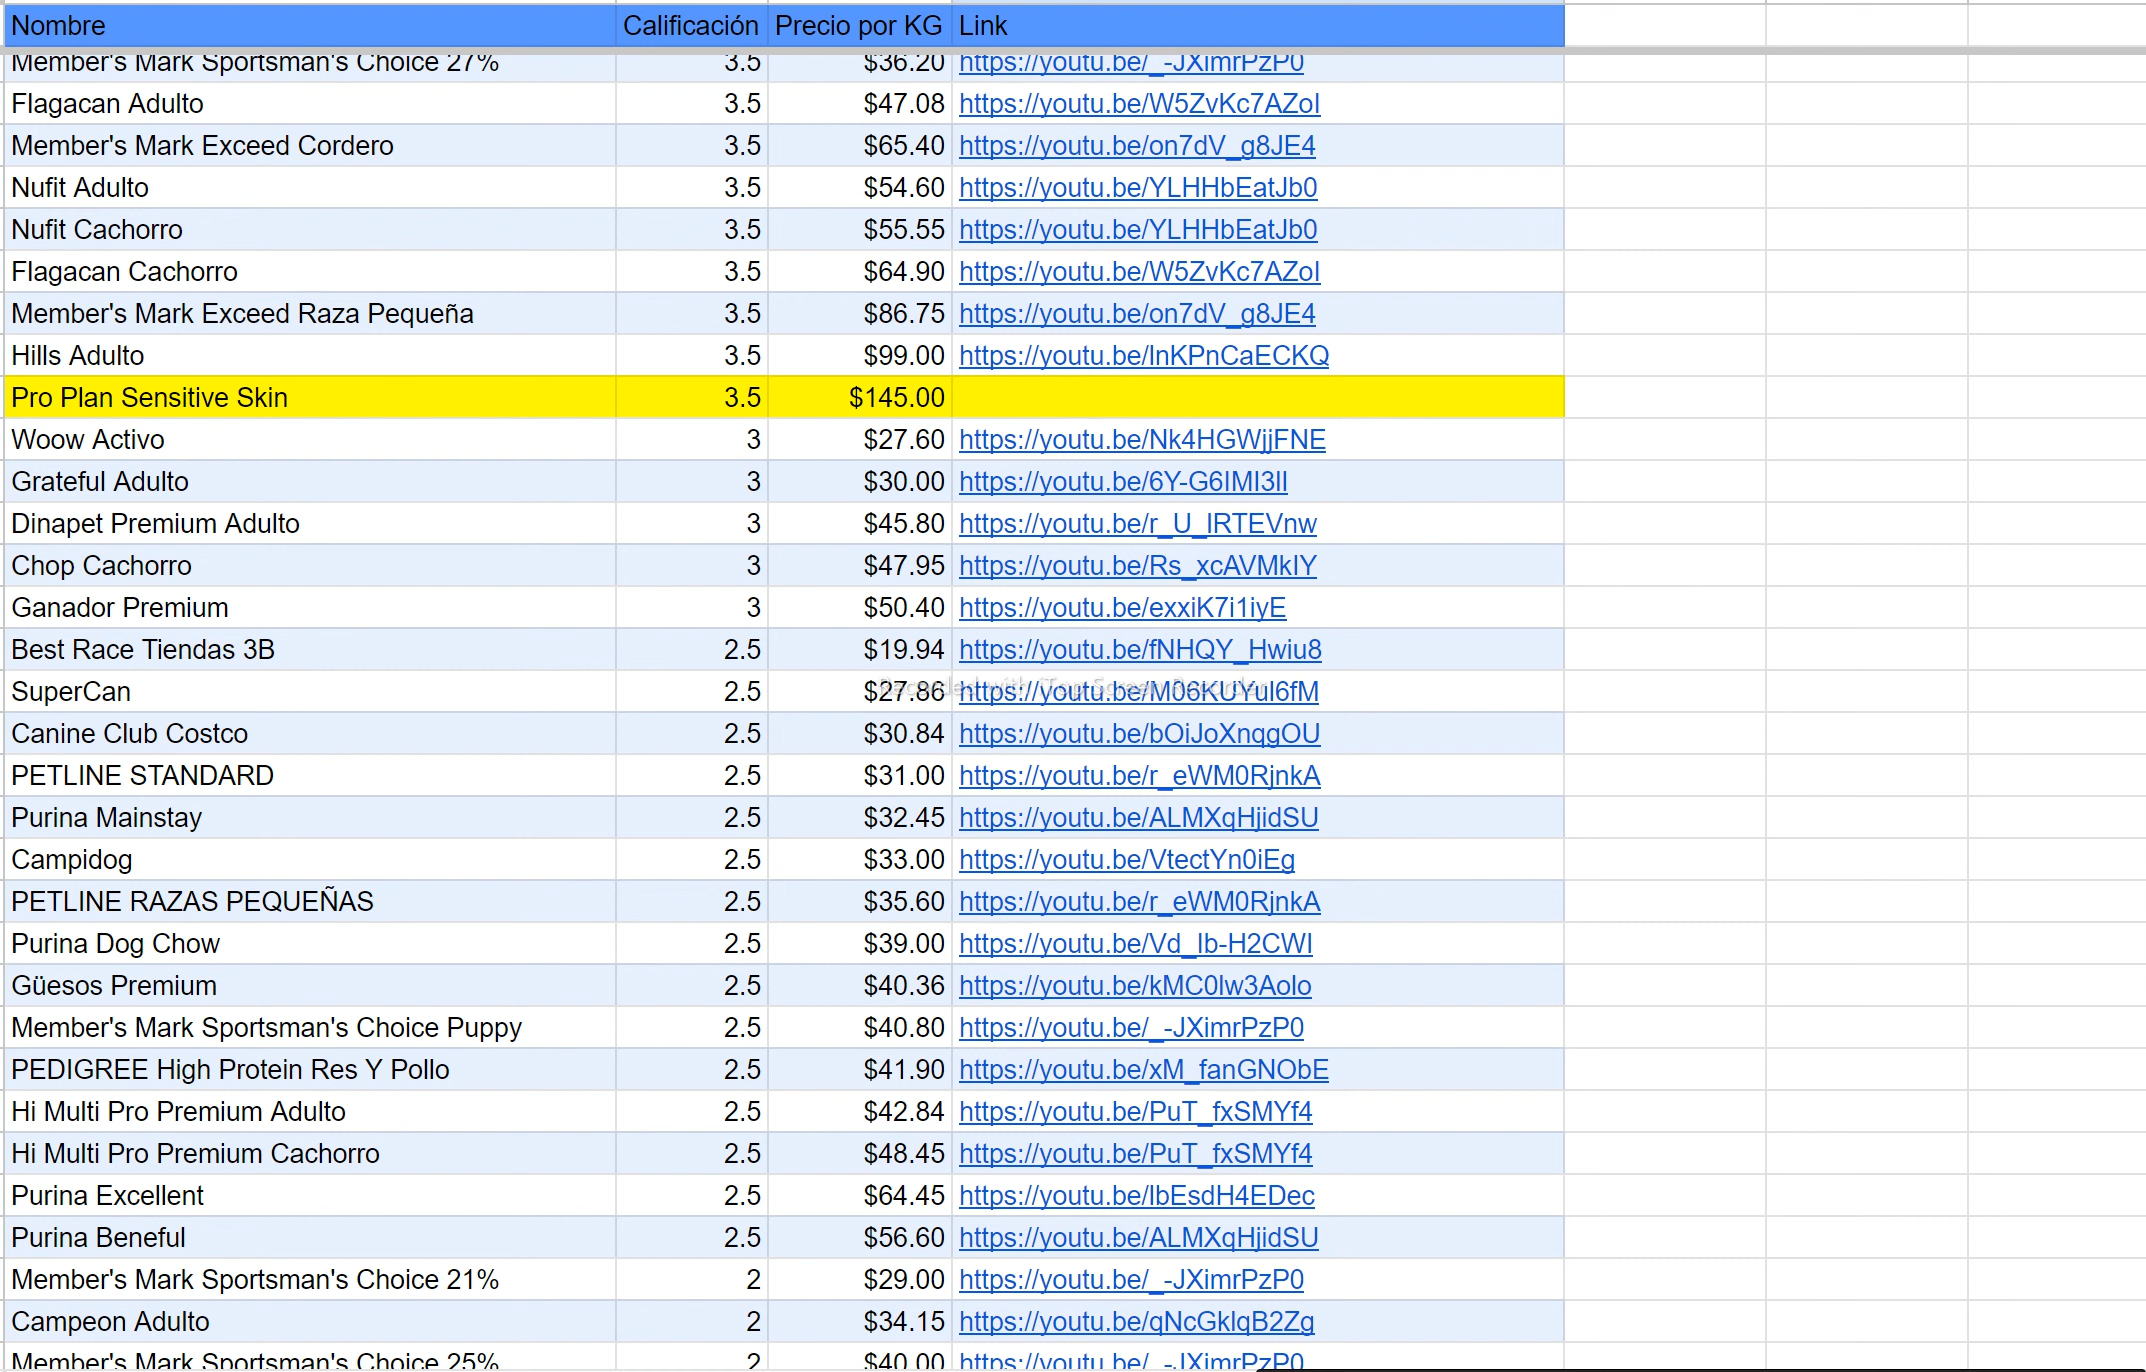 Nombre Calificación Precio por KG Link
Member's Mark Sportsman's Choice 27% 3.5 $36.20 https://youtu.be/_-JXimrPzP0
Flagacan Adulto 3.5 $47.08 https://youtu.be/W5ZvKc7AZoI
Member's Mark Exceed Cordero 3.5 $65.40 https://youtu.be/on7dV_g8JE4
Nufit Adulto 3.5 $54.60 https://youtu.be/YLHHbEatJb0
Nufit Cachorro 3.5 $55.55 https://youtu.be/YLHHbEatJb0
Flagacan Cachorro 3.5 $64.90 https://youtu.be/W5ZvKc7AZoI
Member's Mark Exceed Raza Pequeña 3.5 $86.75 https://youtu.be/on7dV_g8JE4
Hills Adulto 3.5 $99.00 https://youtu.be/lnKPnCaECKQ
Pro Plan Sensitive Skin 3.5 $145.00
Woow Activo 3 $27.60 https://youtu.be/Nk4HGWjjFNE
Grateful Adulto 3 $30.00 https://youtu.be/6Y-G6IMI3lI
Dinapet Premium Adulto 3 $45.80 https://youtu.be/r_U_lRTEVnw
Chop Cachorro 3 $47.95 https://youtu.be/Rs_xcAVMkIY
Ganador Premium 3 $50.40 https://youtu.be/exxiK7i1iyE
Best Race Tiendas 3B 2.5 $19.94 https://youtu.be/fNHQY_Hwiu8
SuperCan 2.5 $27.86 https://youtu.be/M06KUYul6fM
Recorded with iTop Screen Recorder
Canine Club Costco 2.5 $30.84 https://youtu.be/bOiJoXnqgOU
PETLINE STANDARD 2.5 $31.00 https://youtu.be/r_eWM0RjnkA
Purina Mainstay 2.5 $32.45 https://youtu.be/ALMXqHjidSU
Campidog 2.5 $33.00 https://youtu.be/VtectYn0iEg
PETLINE RAZAS PEQUEÑAS 2.5 $35.60 https://youtu.be/r_eWM0RjnkA
Purina Dog Chow 2.5 $39.00 https://youtu.be/Vd_lb-H2CWI
Güesos Premium 2.5 $40.36 https://youtu.be/kMC0lw3Aolo
Member's Mark Sportsman's Choice Puppy 2.5 $40.80 https://youtu.be/_-JXimrPzP0
PEDIGREE High Protein Res Y Pollo 2.5 $41.90 https://youtu.be/xM_fanGNObE
Hi Multi Pro Premium Adulto 2.5 $42.84 https://youtu.be/PuT_fxSMYf4
Hi Multi Pro Premium Cachorro 2.5 $48.45 https://youtu.be/PuT_fxSMYf4
Purina Excellent 2.5 $64.45 https://youtu.be/lbEsdH4EDec
Purina Beneful 2.5 $56.60 https://youtu.be/ALMXqHjidSU
Member's Mark Sportsman's Choice 21% 2 $29.00 https://youtu.be/_-JXimrPzP0
Campeon Adulto 2 $34.15 https://youtu.be/qNcGklqB2Zg
Member's Mark Sportsman's Choice 25% 2 $40.00 https://youtu.be/_-JXimrPzP0